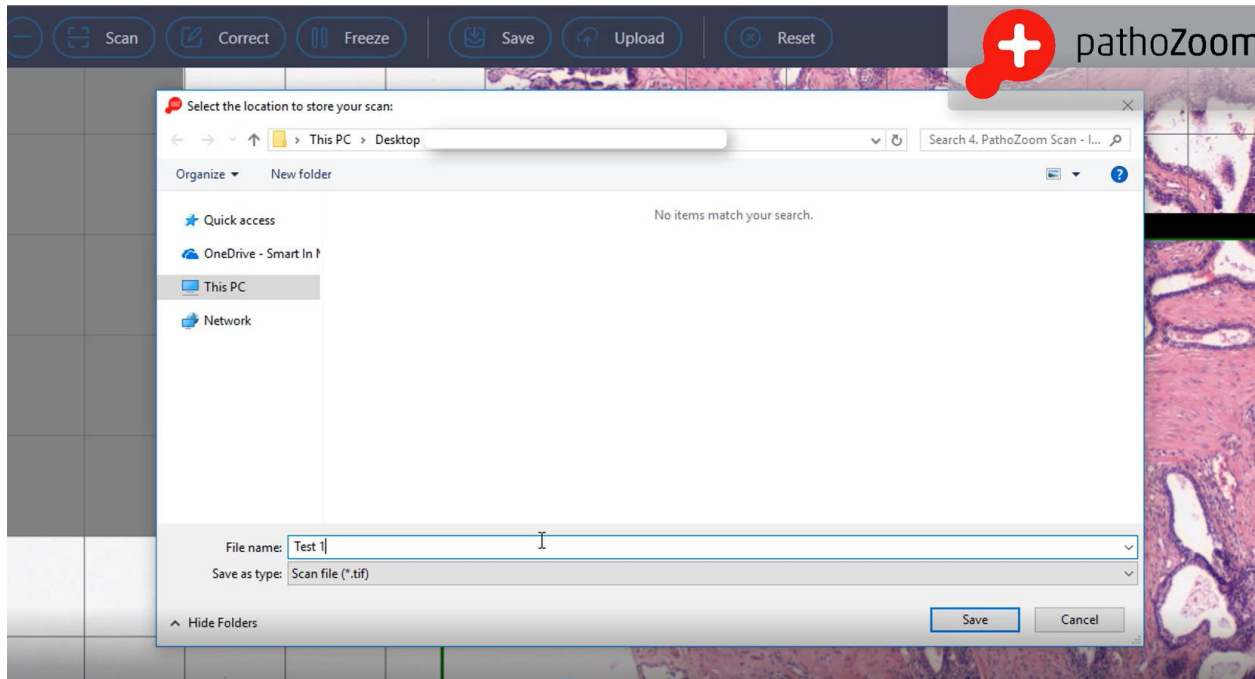 Scan Correct Freeze Save Upload Reset
pathoZoom
Select the location to store your scan:
This PC > Desktop
Search 4. PathoZoom Scan - I...
Organize New folder
No items match your search.
Quick access
OneDrive - Smart In
This PC
Network
File name: Test 1
Save as type: Scan file (*.tif)
Hide Folders
Save Cancel